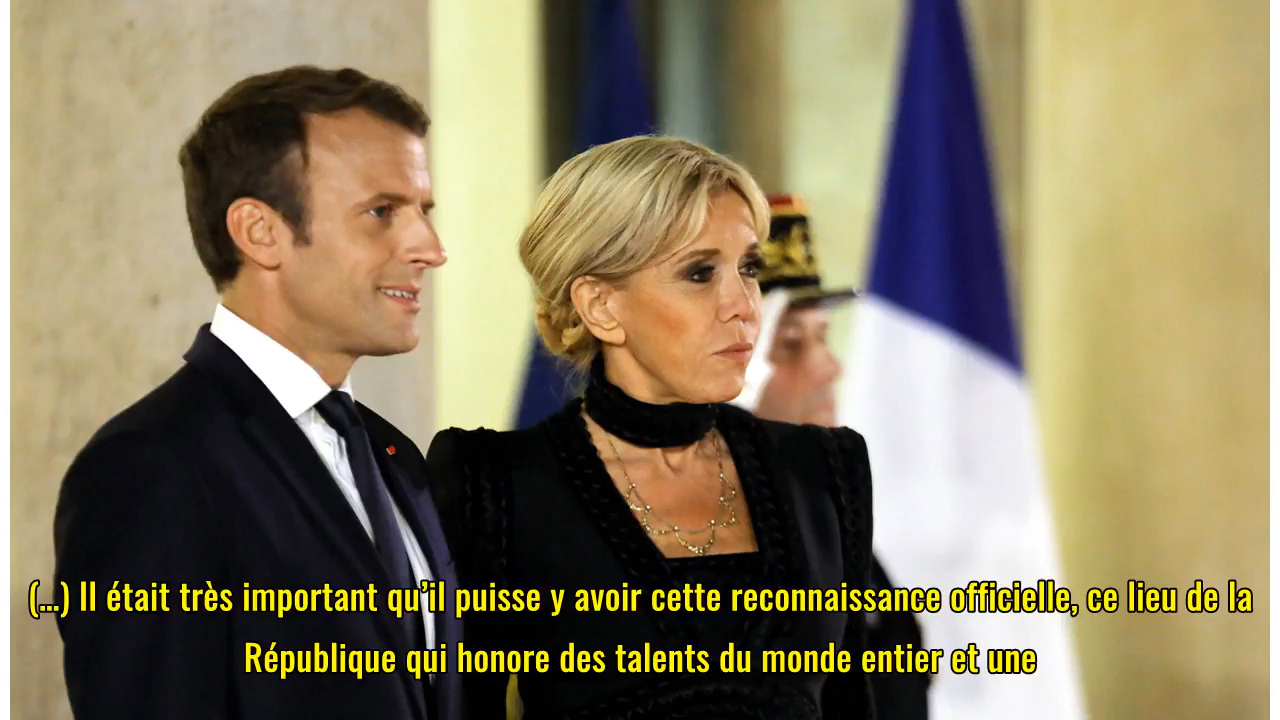 (...) Il était très important qu’il puisse y avoir cette reconnaissance officielle, ce lieu de la
République qui honore des talents du monde entier et une